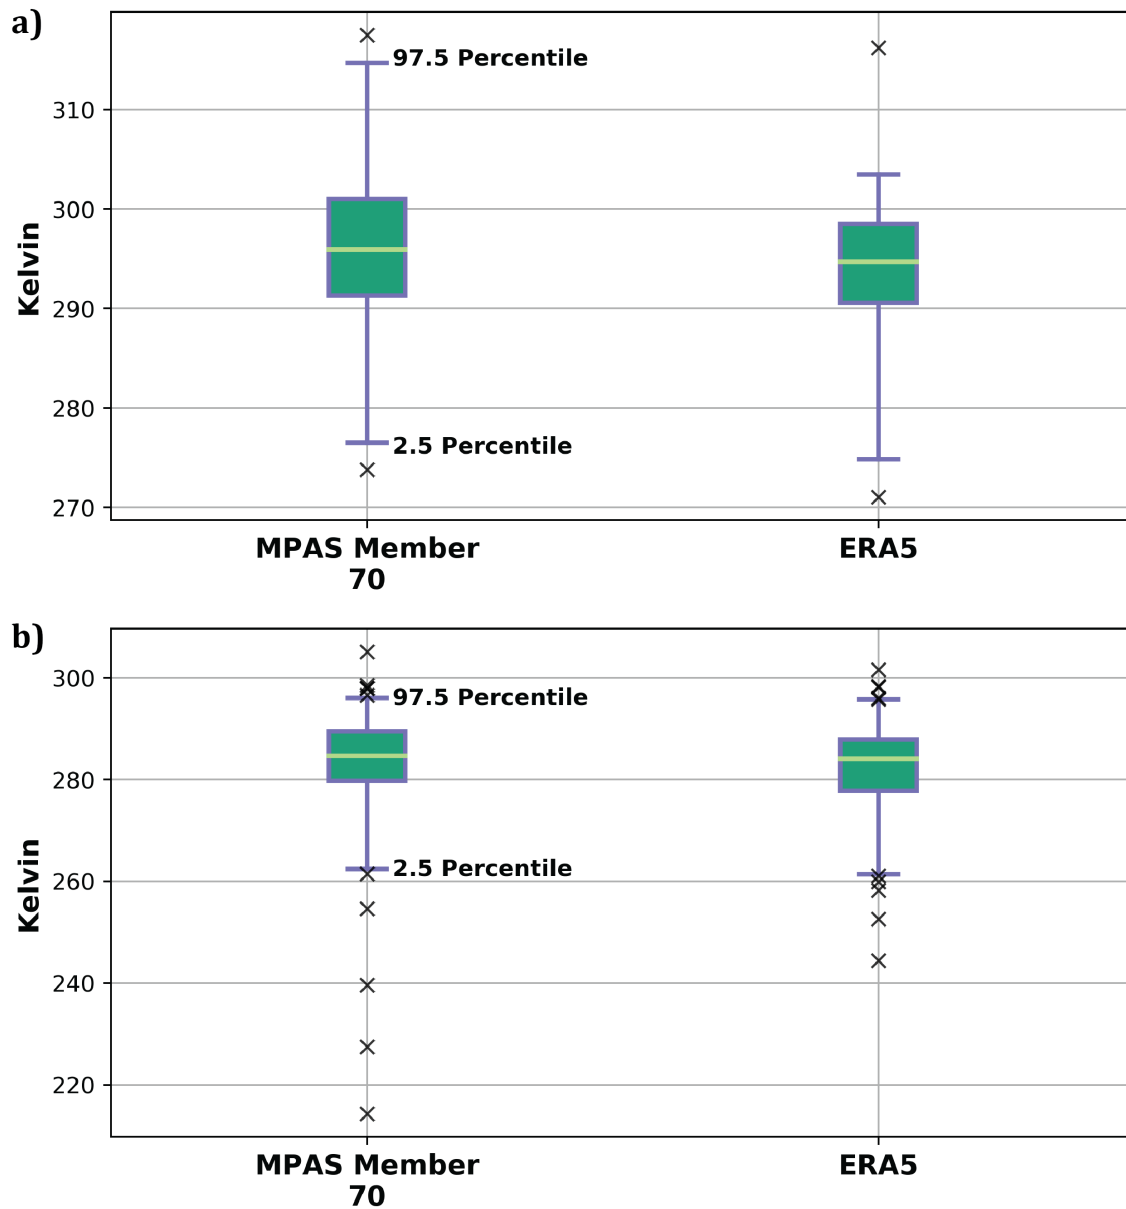 a)
97.5 Percentile
310
300
Kelvin
290
280
2.5 Percentile
270
MPAS Member
70
ERA5
b)
300
97.5 Percentile
280
Kelvin
2.5 Percentile
260
240
220
MPAS Member
70
ERA5